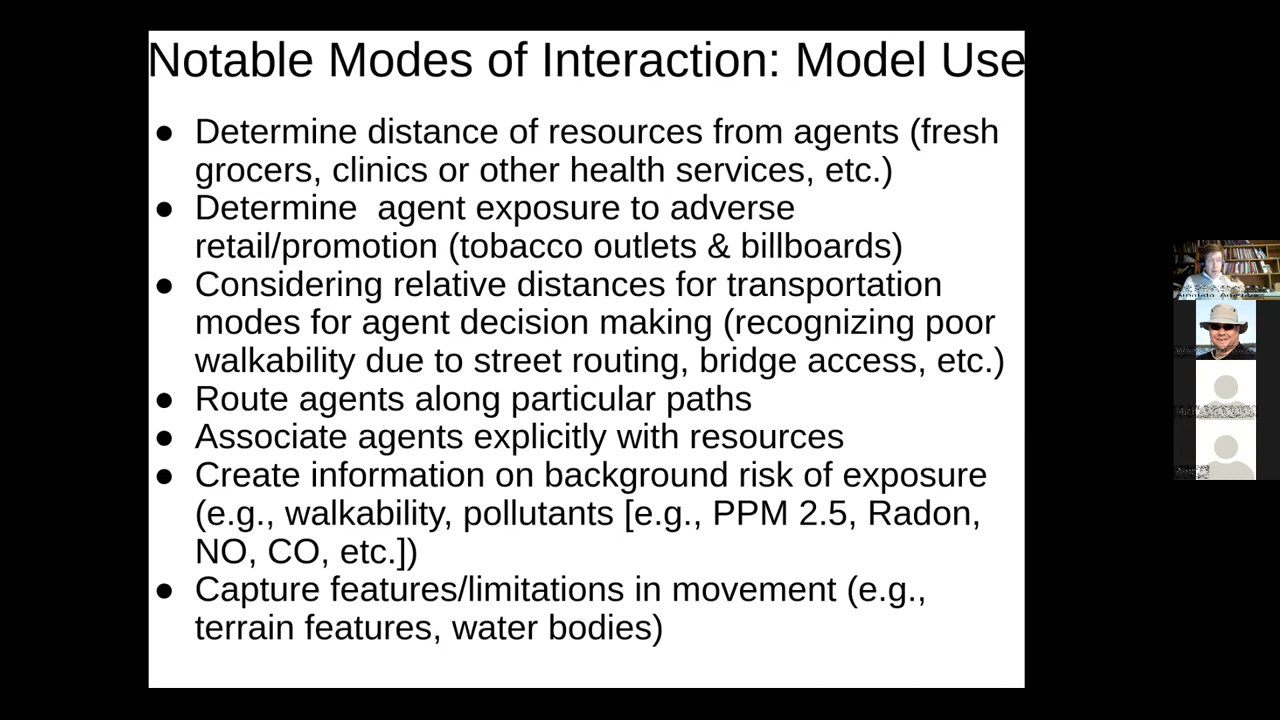 Notable Modes of Interaction: Model Use
● Determine distance of resources from agents (fresh
grocers, clinics or other health services, etc.)
● Determine  agent exposure to adverse
retail/promotion (tobacco outlets & billboards)
● Considering relative distances for transportation
modes for agent decision making (recognizing poor
walkability due to street routing, bridge access, etc.)
● Route agents along particular paths
● Associate agents explicitly with resources
● Create information on background risk of exposure
(e.g., walkability, pollutants [e.g., PPM 2.5, Radon,
NO, CO, etc.])
● Capture features/limitations in movement (e.g.,
terrain features, water bodies)